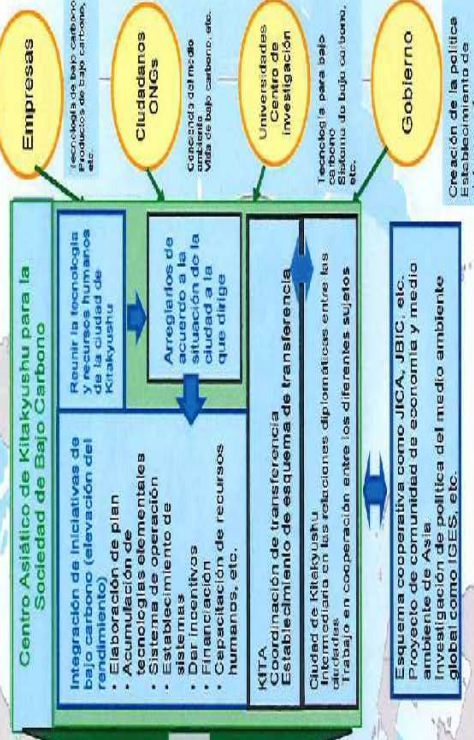 Centro Asiático de Kitakyushu para la
Sociedad de Bajo Carbono
Integración de iniciativas de
bajo carbono (elevación del
rendimiento)
• Elaboración de plan
• Acumulación de
tecnologías elementales
• Sistema de operación
• Establecimiento de
sistemas
• Dar incentivos
• Financiación
• Capacitación de recursos
humanos, etc.
Reunir la tecnología
y recursos humanos
de la ciudad de
Kitakyushu
Arreglarlos de
acuerdo a la
situación de la
ciudad a la
que dirige
KITA
Coordinación de transferencia
Establecimiento de esquema de transferencia
Ciudad de Kitakyushu
Intermediaria en las relaciones diplomáticas entre las
ciudades
Trabajo en cooperación entre los diferentes sujetos
Esquema cooperativa como JICA, JBIC, etc.
Proyecto de comunidad de economía y medio
ambiente de Asia
Investigación de política del medio ambiente
global como IGES, etc.
Empresas
Tecnología de bajo carbono
Productos de bajo carbono,
etc.
Ciudadanos
ONGs
Conciencia del medio
ambiente
Vida de bajo carbono, etc.
Universidades
Centro de
investigación
Tecnología para bajo
carbono
Sistema de bajo carbono,
etc.
Gobierno
Creación de la política
Establecimiento de